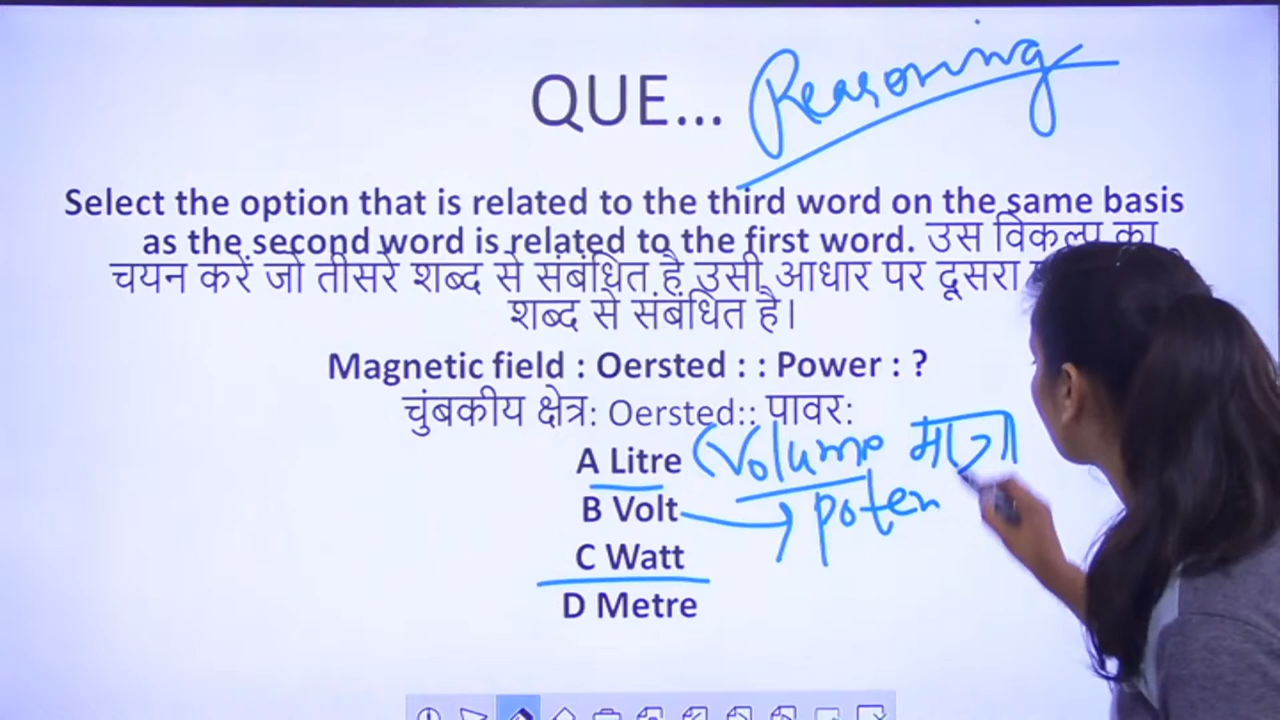 QUE... Reasoning
Select the option that is related to the third word on the same basis
as the second word is related to the first word. उस विकल्प का
चयन करें जो तीसरे शब्द से संबंधित है उसी आधार पर दूसरा
शब्द से संबंधित है।
Magnetic field : Oersted : : Power : ?
चुंबकीय क्षेत्र: Oersted:: पावर:
A Litre (Volume
B Volt → poten
C Watt
D Metre